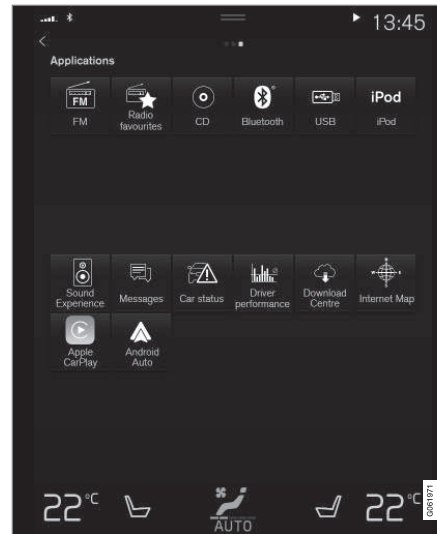 13:45
Applications
FM
FM
Radio
favourites
CD
Bluetooth
USB
iPod
iPod
Sound
Experience
Messages
Car status
Driver
performance
Download
Centre
Internet Map
Apple
CarPlay
Android
Auto
22°C
AUTO
22°C
G061971